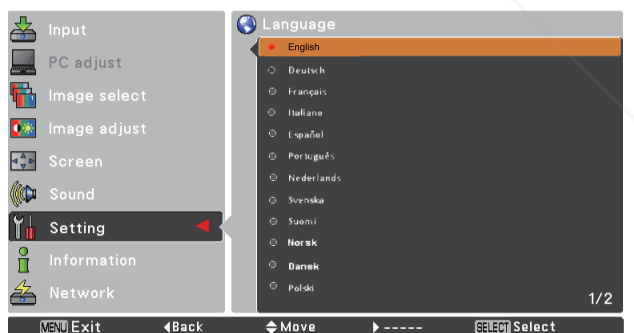 Input
PC adjust
Image select
Image adjust
Screen
Sound
Setting
Information
Network
Language
English
Deutsch
Français
Italiano
Español
Português
Nederlands
Svenska
Suomi
Norsk
Dansk
Polski
1/2
MENU Exit
Back
Move
-----
SELECT Select